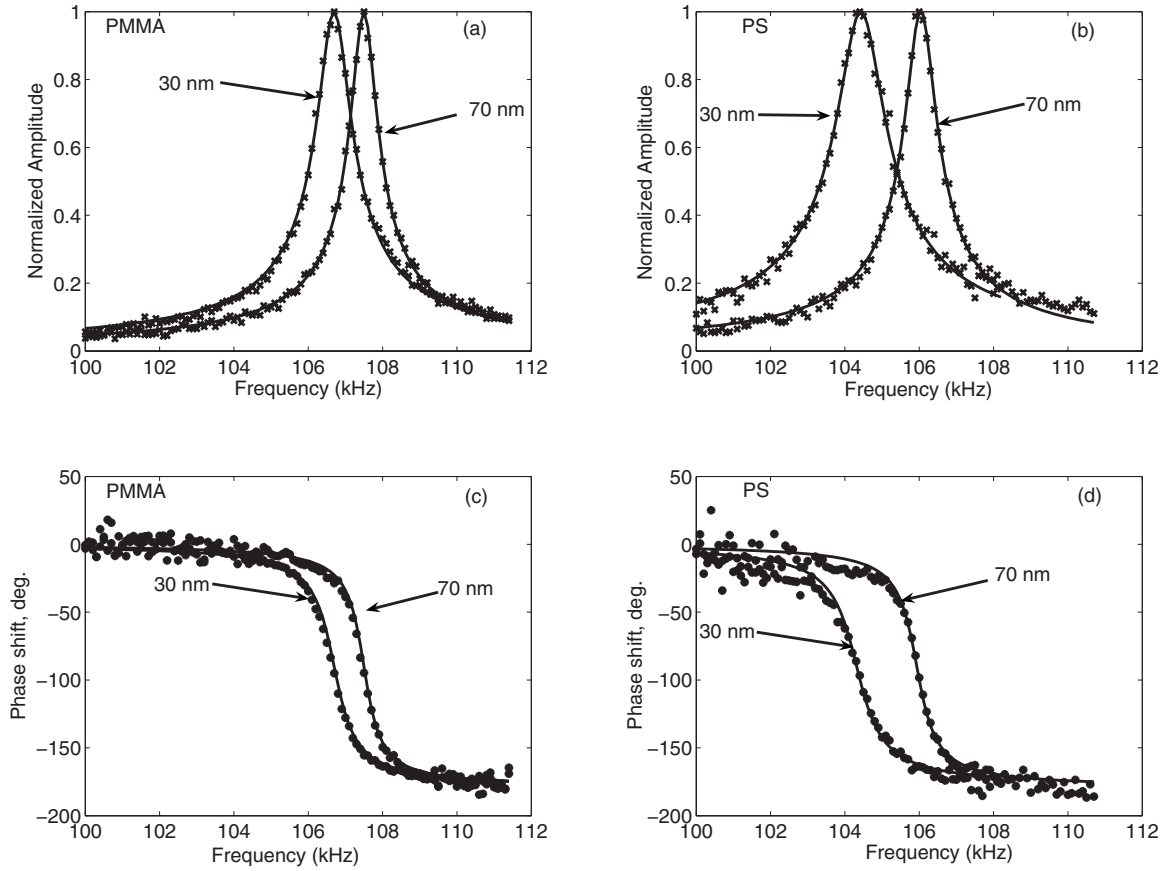 PMMA
(a)
30 nm
70 nm
Normalized Amplitude
1
0.8
0.6
0.4
0.2
0
100 102 104 106 108 110 112
Frequency (kHz)
PS
(b)
30 nm
70 nm
Normalized Amplitude
1
0.8
0.6
0.4
0.2
0
100 102 104 106 108 110 112
Frequency (kHz)
PMMA
(c)
30 nm
70 nm
Phase shift, deg.
50
0
−50
−100
−150
−200
100 102 104 106 108 110 112
Frequency (kHz)
PS
(d)
70 nm
30 nm
Phase shift, deg.
50
0
−50
−100
−150
−200
100 102 104 106 108 110 112
Frequency (kHz)